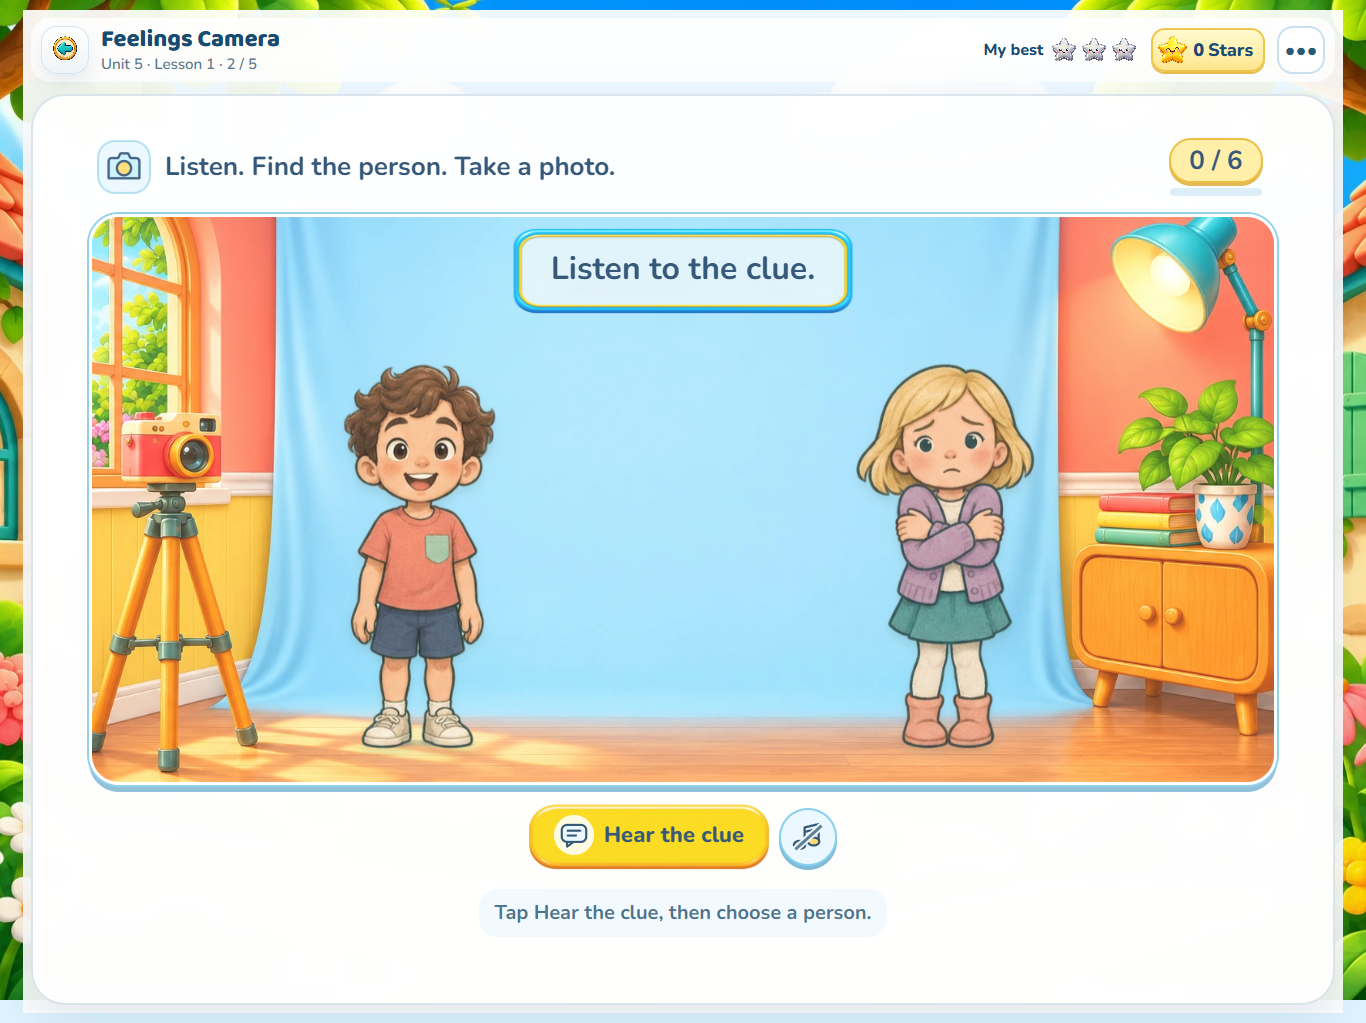 Feelings Camera
Unit 5 · Lesson 1 · 2 / 5
My best
0 Stars
Listen. Find the person. Take a photo.
0 / 6
Listen to the clue.
Hear the clue
Tap Hear the clue, then choose a person.